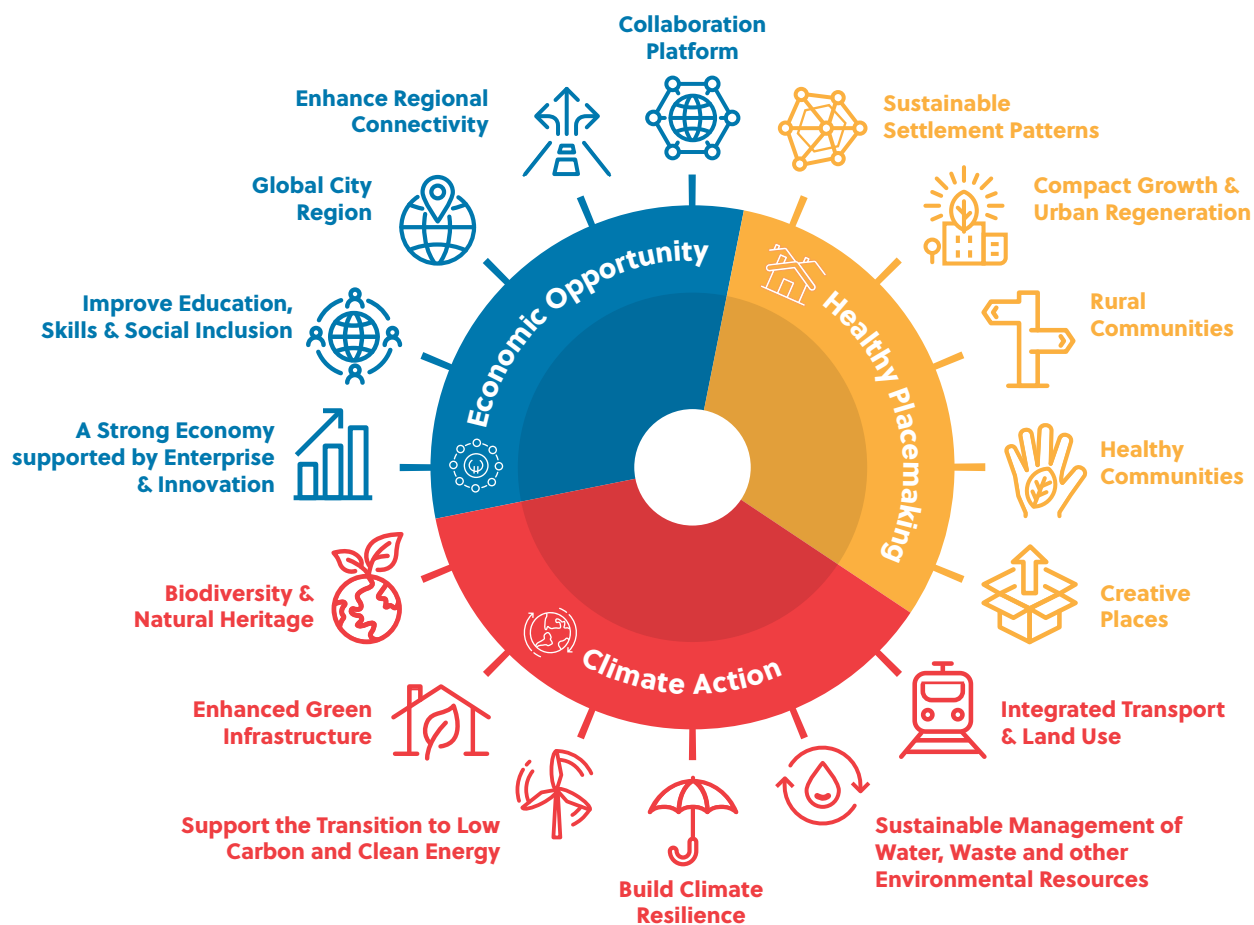 Collaboration
Platform
Enhance Regional
Connectivity
Global City
Region
Improve Education,
Skills & Social Inclusion
A Strong Economy
supported by Enterprise
& Innovation
Economic Opportunity
Sustainable
Settlement Patterns
Compact Growth &
Urban Regeneration
Rural
Communities
Healthy
Communities
Creative
Places
Healthy Placemaking
Integrated Transport
& Land Use
Sustainable Management of
Water, Waste and other
Environmental Resources
Build Climate
Resilience
Support the Transition to Low
Carbon and Clean Energy
Enhanced Green
Infrastructure
Biodiversity &
Natural Heritage
Climate Action